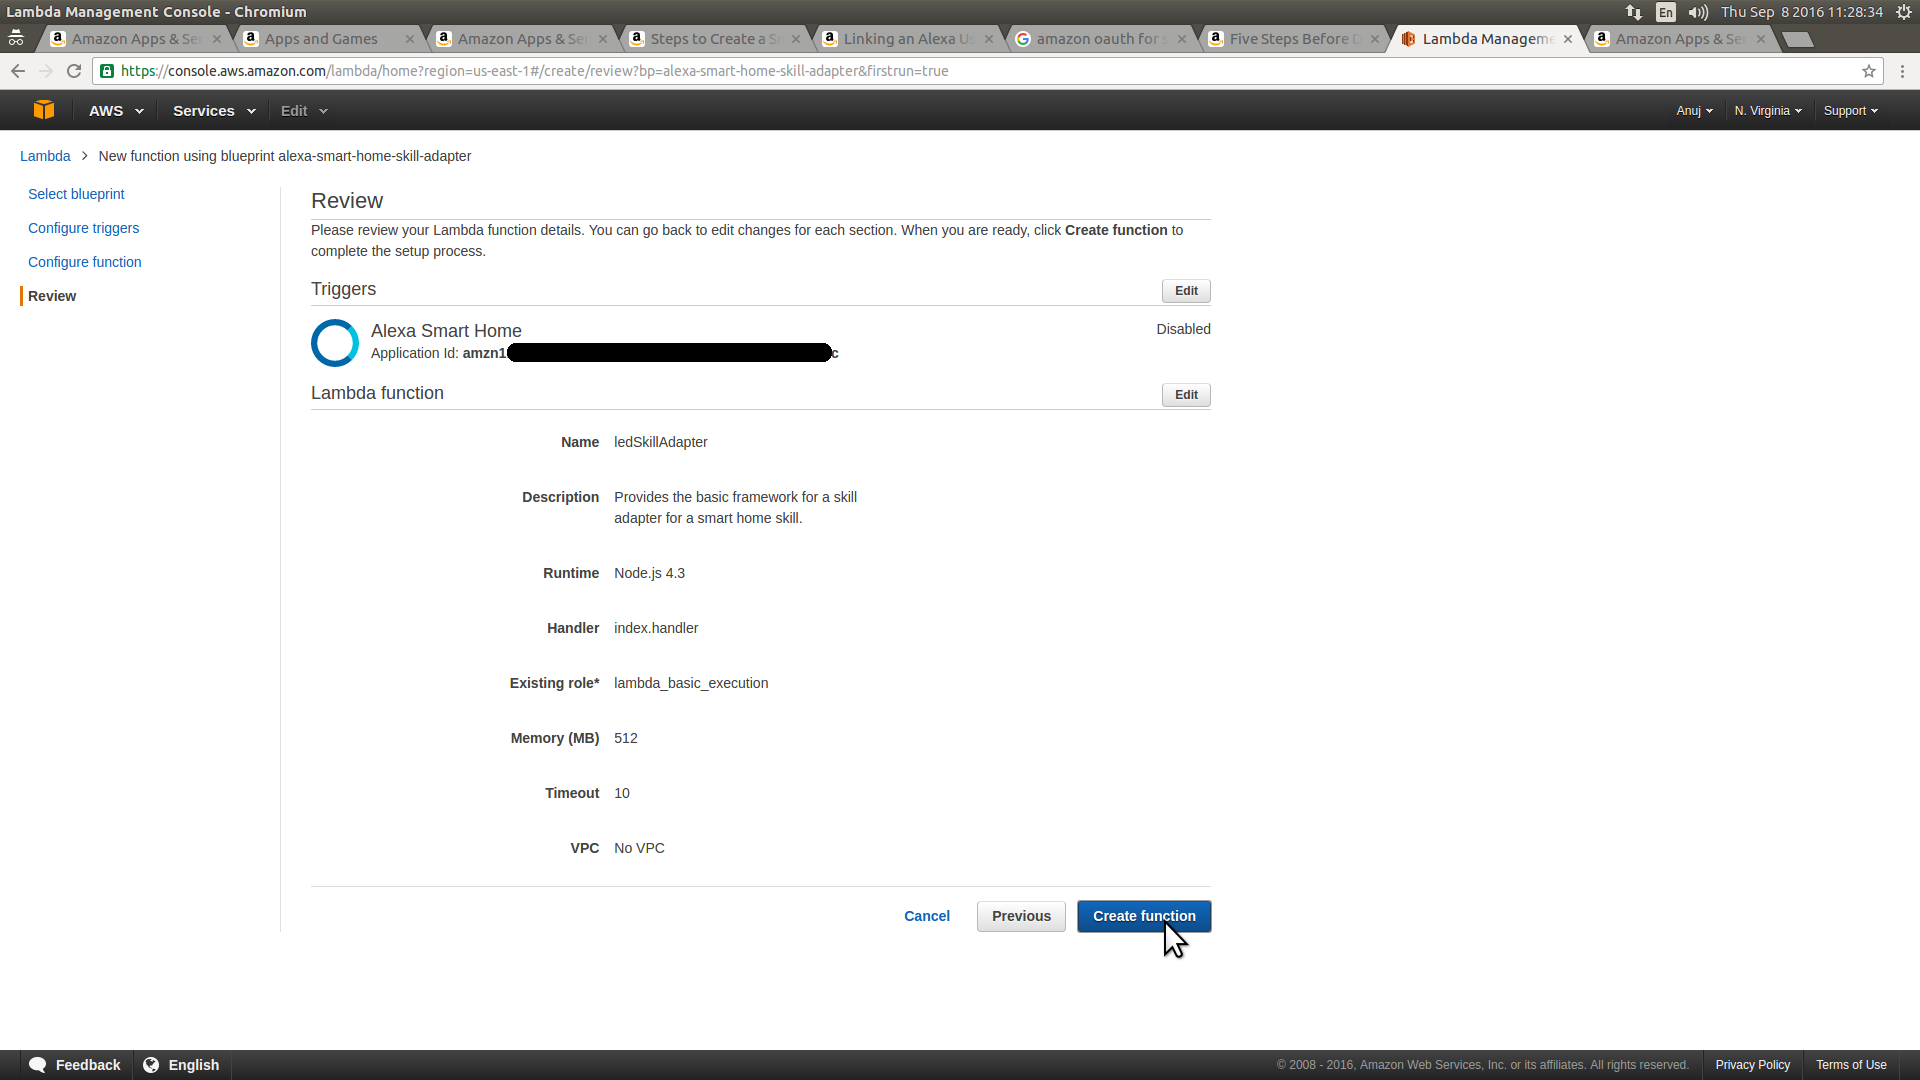 Lambda Management Console - Chromium
En
Thu Sep 8 2016 11:28:34
Amazon Apps & Ser
Apps and Games
Amazon Apps & Ser
Steps to Create a S
Linking an Alexa Us
amazon oauth for s
Five Steps Before D
Lambda Manageme
Amazon Apps & Ser
https://console.aws.amazon.com/lambda/home?region=us-east-1#/create/review?bp=alexa-smart-home-skill-adapter&firstrun=true
AWS
Services
Edit
Anuj
N. Virginia
Support
Lambda > New function using blueprint alexa-smart-home-skill-adapter
Select blueprint
Configure triggers
Configure function
Review
Review
Please review your Lambda function details. You can go back to edit changes for each section. When you are ready, click Create function to
complete the setup process.
Triggers
Edit
Alexa Smart Home
Disabled
Application Id: amzn1 c
Lambda function
Edit
Name ledSkillAdapter
Description Provides the basic framework for a skill
adapter for a smart home skill.
Runtime Node.js 4.3
Handler index.handler
Existing role* lambda_basic_execution
Memory (MB) 512
Timeout 10
VPC No VPC
Cancel
Previous
Create function
Feedback
English
© 2008 - 2016, Amazon Web Services, Inc. or its affiliates. All rights reserved.
Privacy Policy
Terms of Use